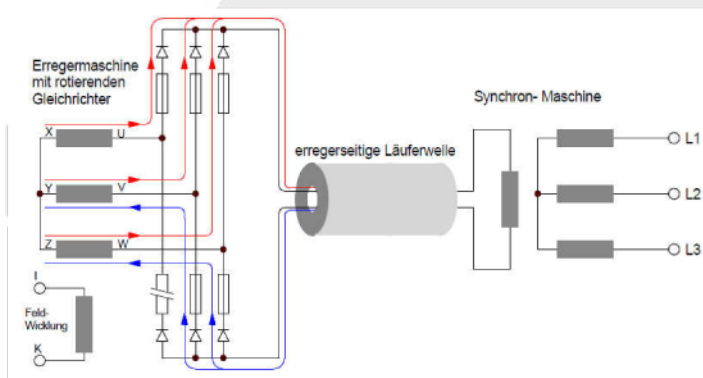 Erregermaschine
mit rotierenden
Gleichrichter
Synchron- Maschine
X U
L1
erregerseitige Läuferwelle
Y V
L2
Z W
L3
I
Feld-
Wicklung
K